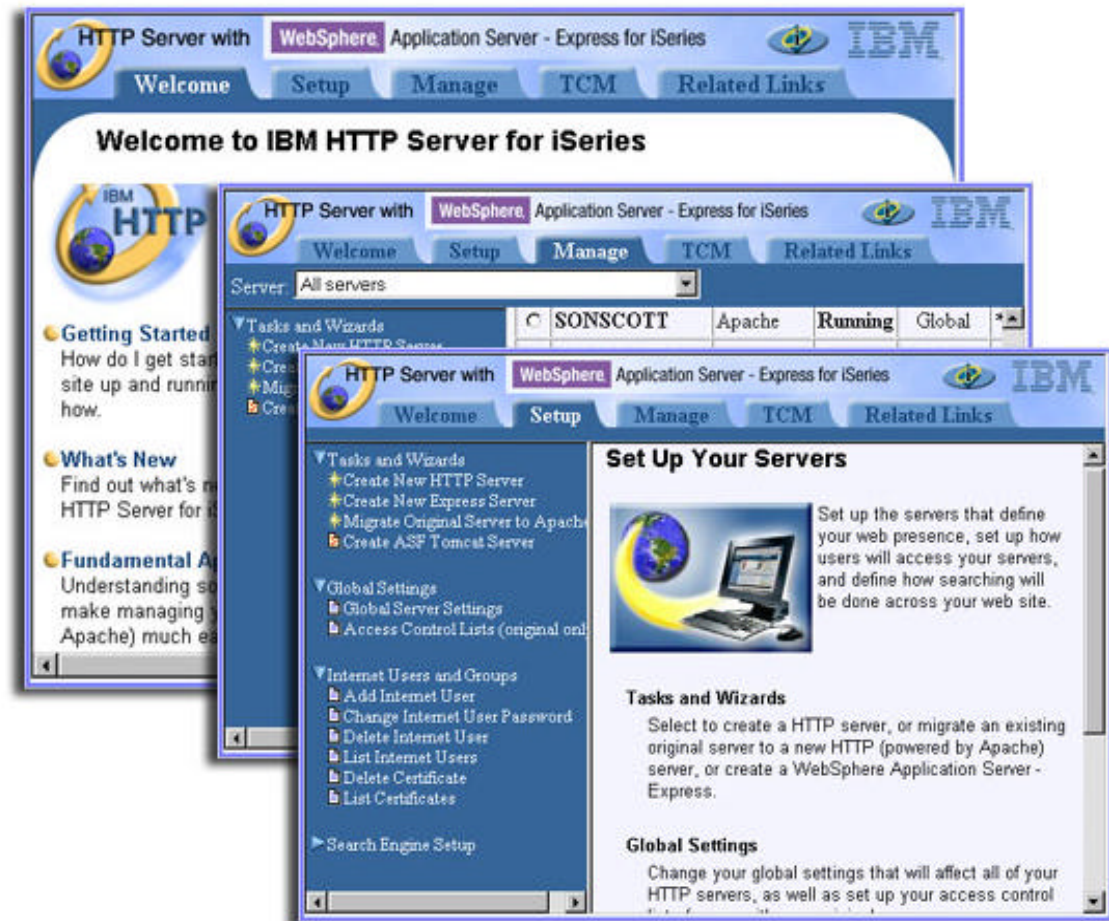 HTTP Server with WebSphere Application Server - Express for iSeries IBM
Welcome Setup Manage TCM Related Links
Welcome to IBM HTTP Server for iSeries
IBM
HTTP
Getting Started
How do I get
site up and
how.
What's New
Find out what's
HTTP Server for
Fundamental
Understanding
make managing
Apache) much
HTTP Server with WebSphere Application Server - Express for iSeries IBM
Welcome Setup Manage TCM Related Links
Server: All servers
Tasks and Wizards
Create New HTTP Server
SONSCOTT Apache Running Global *
HTTP Server with WebSphere Application Server - Express for iSeries IBM
Welcome Setup Manage TCM Related Links
Tasks and Wizards
Create New HTTP Server
Create New Express Server
Migrate Original Server to Apache
Create ASF Tomcat Server
Global Settings
Global Server Settings
Access Control Lists (original onl
Internet Users and Groups
Add Internet User
Change Internet User Password
Delete Internet User
List Internet Users
Delete Certificate
List Certificates
Search Engine Setup
Set Up Your Servers
Set up the servers that define
your web presence, set up how
users will access your servers,
and define how searching will
be done across your web site.
Tasks and Wizards
Select to create a HTTP server, or migrate an existing
original server to a new HTTP (powered by Apache)
server, or create a WebSphere Application Server -
Express.
Global Settings
Change your global settings that will affect all of your
HTTP servers, as well as set up your access control